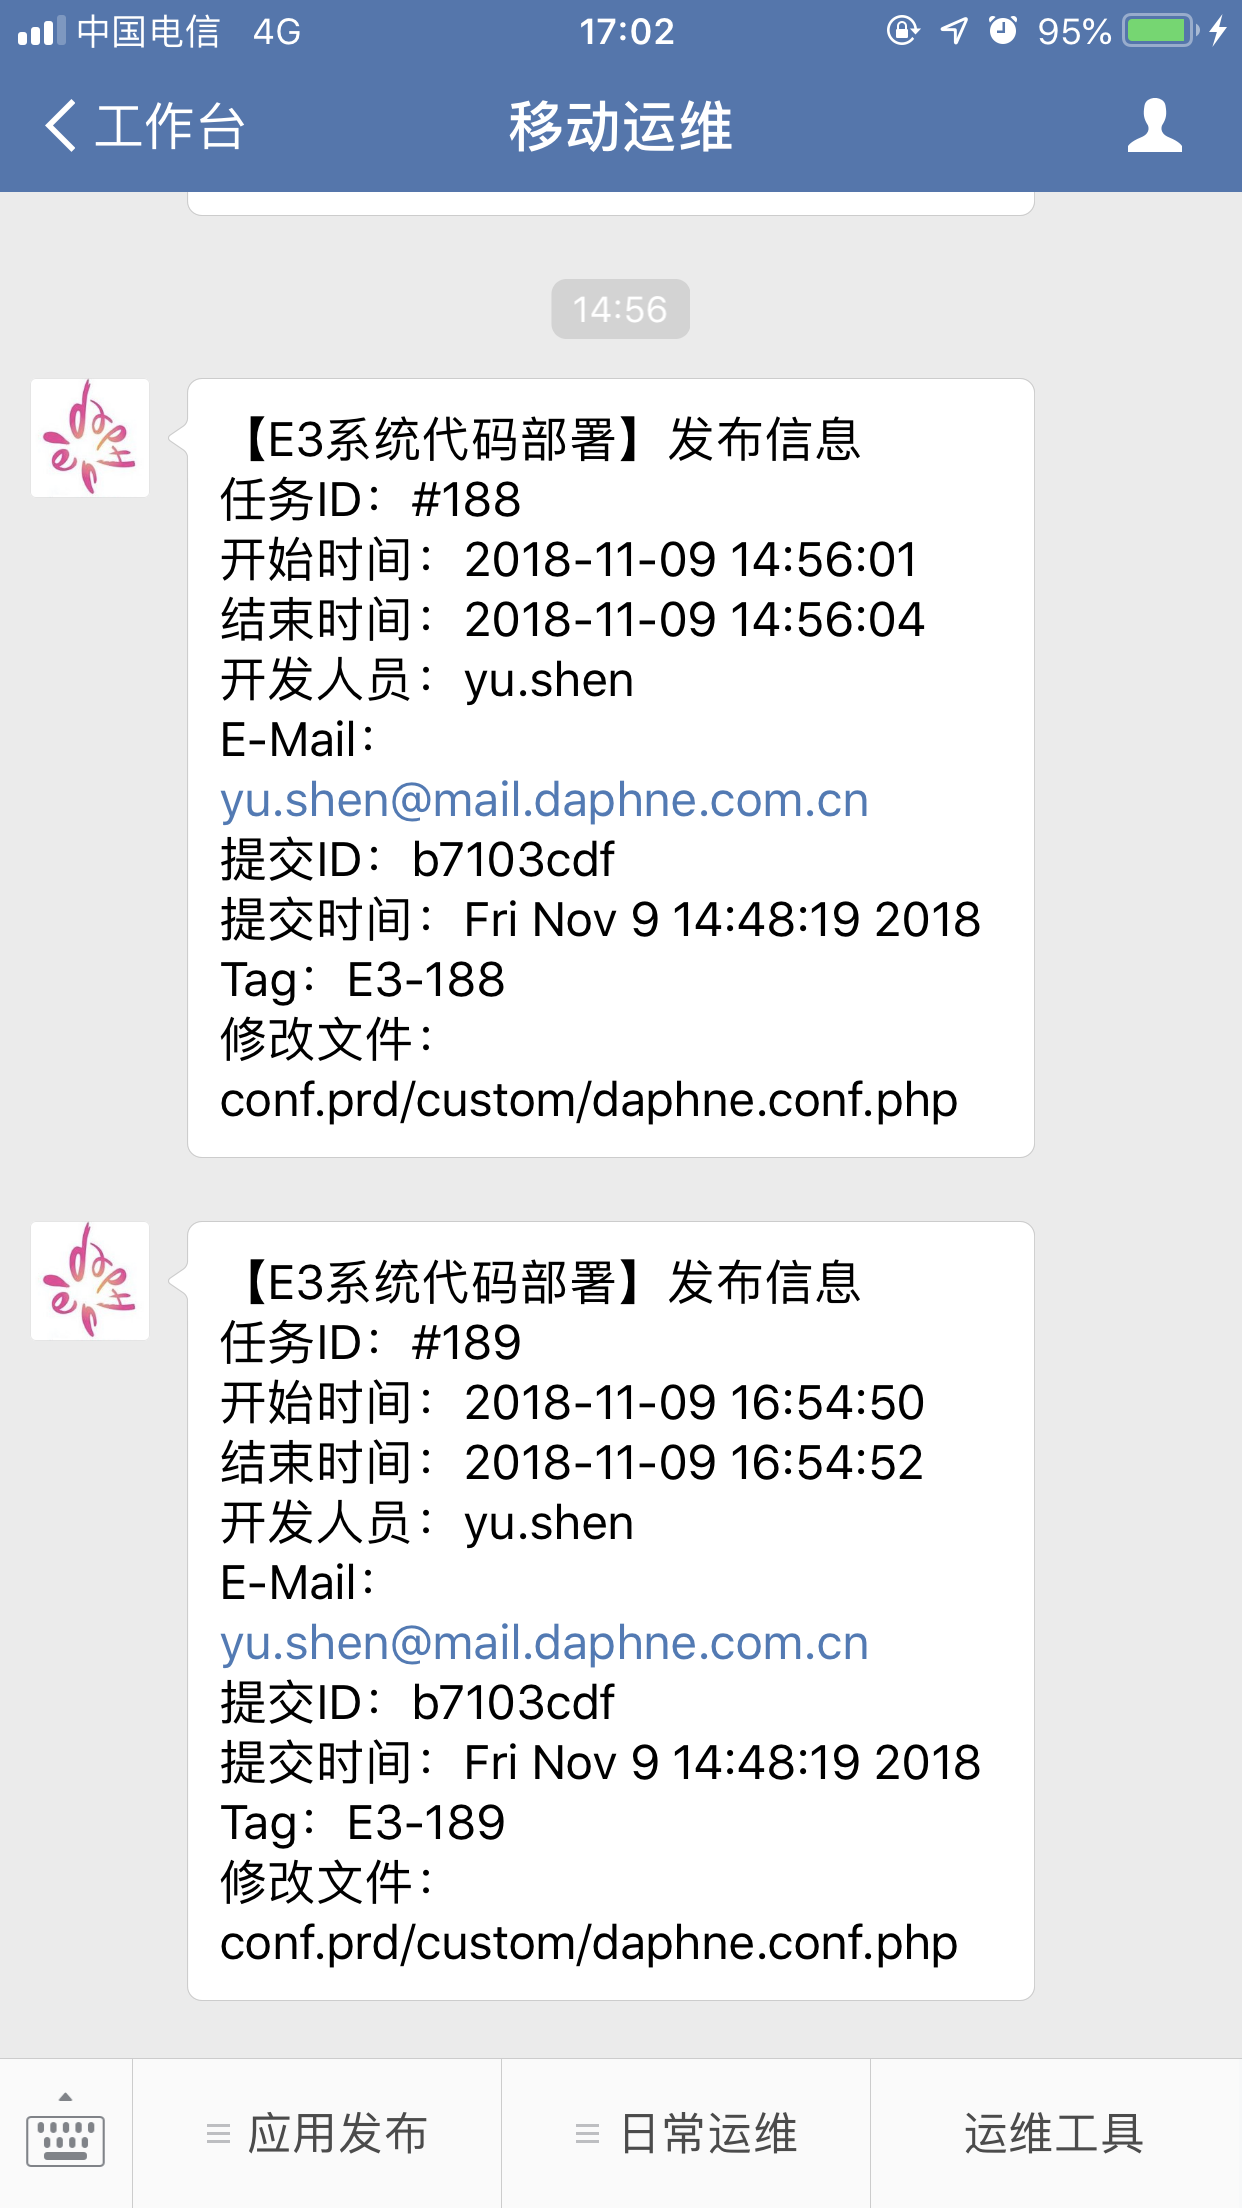 中国电信 4G 17:02 95%
工作台 移动运维
14:56
【E3系统代码部署】发布信息
任务ID：#188
开始时间：2018-11-09 14:56:01
结束时间：2018-11-09 14:56:04
开发人员：yu.shen
E-Mail：
yu.shen@mail.daphne.com.cn
提交ID：b7103cdf
提交时间：Fri Nov 9 14:48:19 2018
Tag：E3-188
修改文件：
conf.prd/custom/daphne.conf.php
【E3系统代码部署】发布信息
任务ID：#189
开始时间：2018-11-09 16:54:50
结束时间：2018-11-09 16:54:52
开发人员：yu.shen
E-Mail：
yu.shen@mail.daphne.com.cn
提交ID：b7103cdf
提交时间：Fri Nov 9 14:48:19 2018
Tag：E3-189
修改文件：
conf.prd/custom/daphne.conf.php
应用发布 日常运维 运维工具